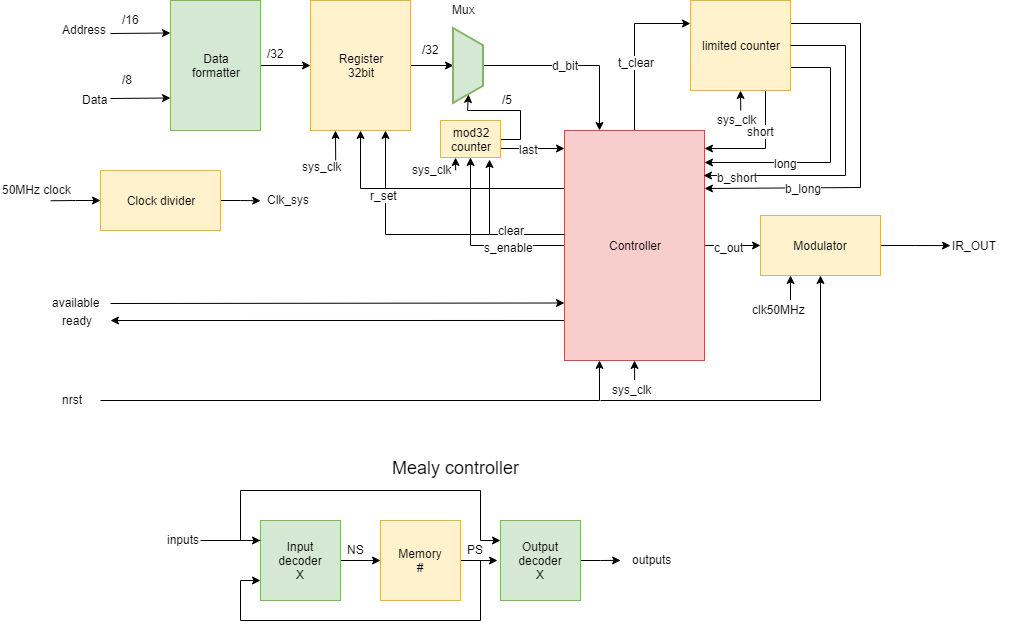 Mux
Address
/16
Data
/8
Data
formatter
/32
Register
32bit
/32
d_bit
t_clear
limited counter
/5
mod32
counter
last
sys_clk
sys_clk
sys_clk
short
long
b_short
b_long
50MHz clock
Clock divider
Clk_sys
r_set
clear
s_enable
Controller
c_out
Modulator
IR_OUT
clk50MHz
available
ready
sys_clk
nrst
Mealy controller
inputs
Input
decoder
X
NS
Memory
#
PS
Output
decoder
X
outputs